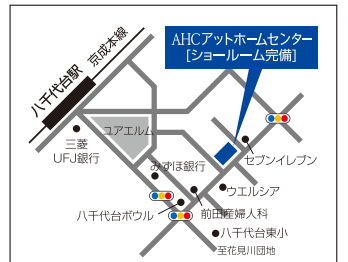 AHCアットホームセンター
[ショールーム完備]
京成本線
八千代台駅
ユアエルム
三菱
UFJ銀行
みずほ銀行
セブンイレブン
ウエルシア
八千代台ボウル
前田産婦人科
八千代台東小
至花見川団地